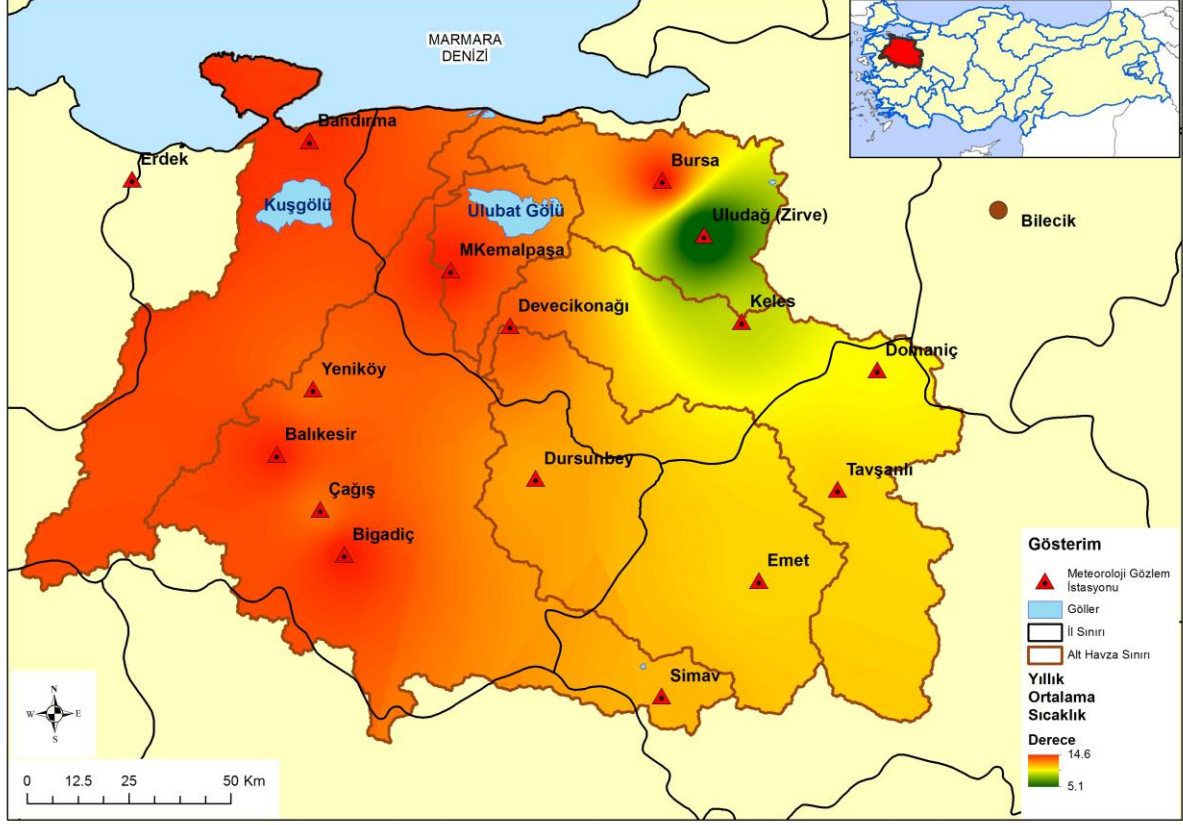 MARMARA
DENİZİ
Bandırma
Erdek
Bursa
Kuşgölü
Ulubat Gölü
Uludağ (Zirve)
Bilecik
MKemalpaşa
Devecikonağı
Keles
Domaniç
Yeniköy
Balıkesir
Dursunbey
Tavşanlı
Çağış
Bigadiç
Emet
Simav
Gösterim
Meteoroloji Gözlem
İstasyonu
Göller
İl Sınırı
Alt Havza Sınırı
Yıllık
Ortalama
Sıcaklık
Derece
14.6
5.1
N
W E
S
0 12.5 25 50 Km